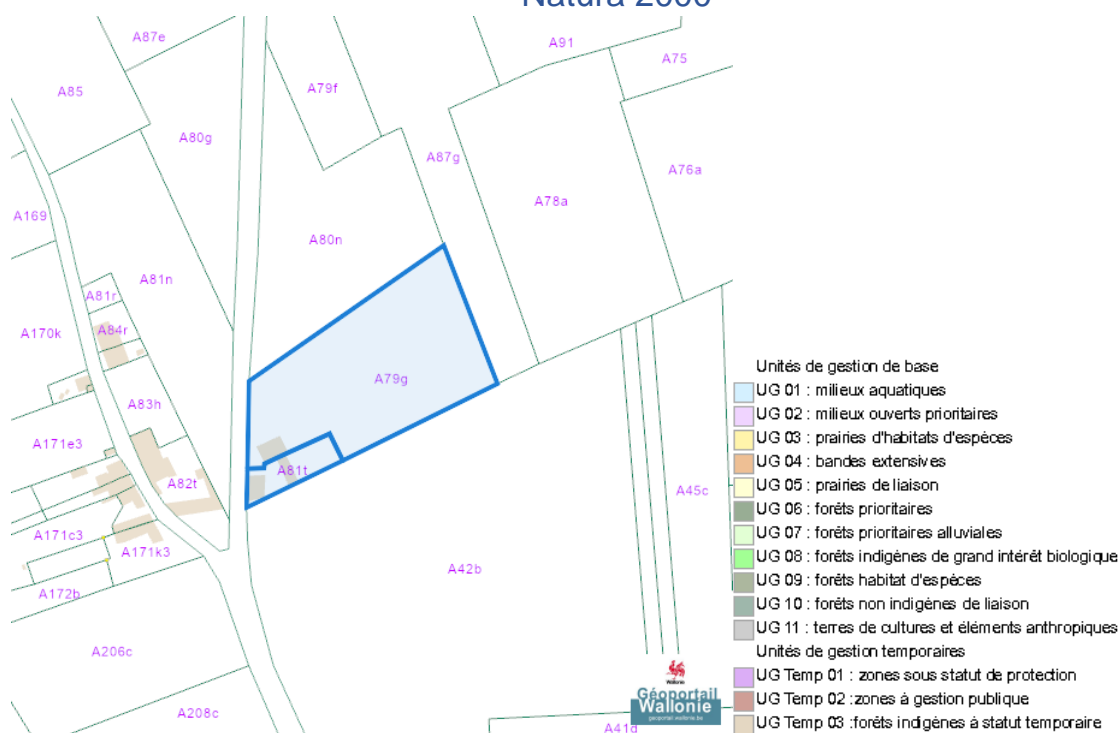 Natura 2000
A87e
A91
A75
A85
A79f
A80g
A87g
A76a
A78a
A169
A80n
A81n
A81r
A170k
A84r
A79g
A83h
A171e3
A81t
A82t
A45c
A171c3
A171k3
A42b
A172b
A206c
A208c
A41d
Wallonie
Géoportail
Wallonie
geoportail.wallonie.be
Unités de gestion de base
UG 01 : milieux aquatiques
UG 02 : milieux ouverts prioritaires
UG 03 : prairies d'habitats d'espèces
UG 04 : bandes extensives
UG 05 : prairies de liaison
UG 06 : forêts prioritaires
UG 07 : forêts prioritaires alluviales
UG 08 : forêts indigènes de grand intérêt biologique
UG 09 : forêts habitat d'espèces
UG 10 : forêts non indigènes de liaison
UG 11 : terres de cultures et éléments anthropiques
Unités de gestion temporaires
UG Temp 01 : zones sous statut de protection
UG Temp 02 :zones à gestion publique
UG Temp 03 :forêts indigènes à statut temporaire